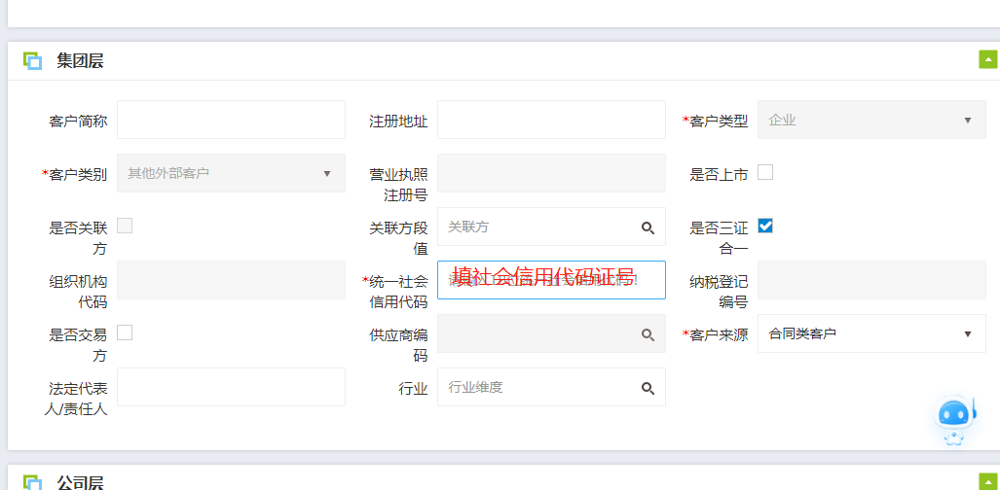 集团层
客户简称
注册地址
*客户类型 企业
*客户类别 其他外部客户
营业执照
注册号
是否上市
是否关联
方
关联方段
值
关联方
是否三证
合一
组织机构
代码
*统一社会
信用代码
填社会信用代码证号
纳税登记
编号
是否交易
方
供应商编
码
*客户来源 合同类客户
法定代表
人/责任人
行业 行业维度
公司层